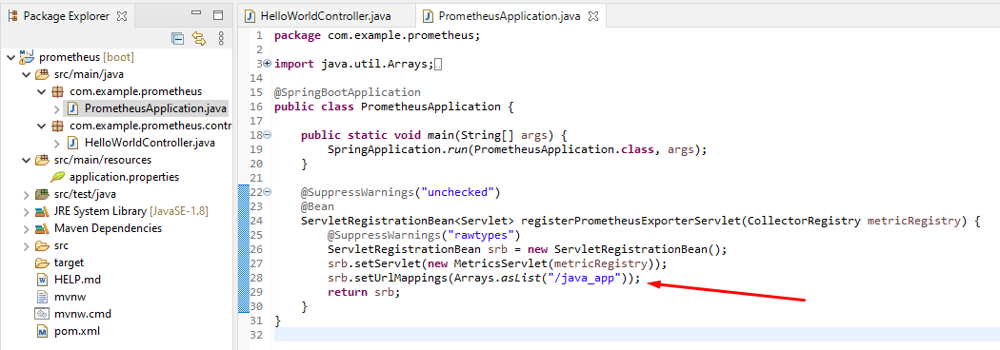 Package Explorer
prometheus [boot]
src/main/java
com.example.prometheus
PrometheusApplication.java
com.example.prometheus.contr
HelloWorldController.java
src/main/resources
application.properties
src/test/java
JRE System Library [JavaSE-1.8]
Maven Dependencies
src
target
HELP.md
mvnw
mvnw.cmd
pom.xml
HelloWorldController.java PrometheusApplication.java
1 package com.example.prometheus;
2
3 import java.util.Arrays;
14
15 @SpringBootApplication
16 public class PrometheusApplication {
17
18 public static void main(String[] args) {
19 SpringApplication.run(PrometheusApplication.class, args);
20 }
21
22 @SuppressWarnings("unchecked")
23 @Bean
24 ServletRegistrationBean<Servlet> registerPrometheusExporterServlet(CollectorRegistry metricRegistry) {
25 @SuppressWarnings("rawtypes")
26 ServletRegistrationBean srb = new ServletRegistrationBean();
27 srb.setServlet(new MetricsServlet(metricRegistry));
28 srb.setUrlMappings(Arrays.asList("/java_app"));
29 return srb;
30 }
31 }
32